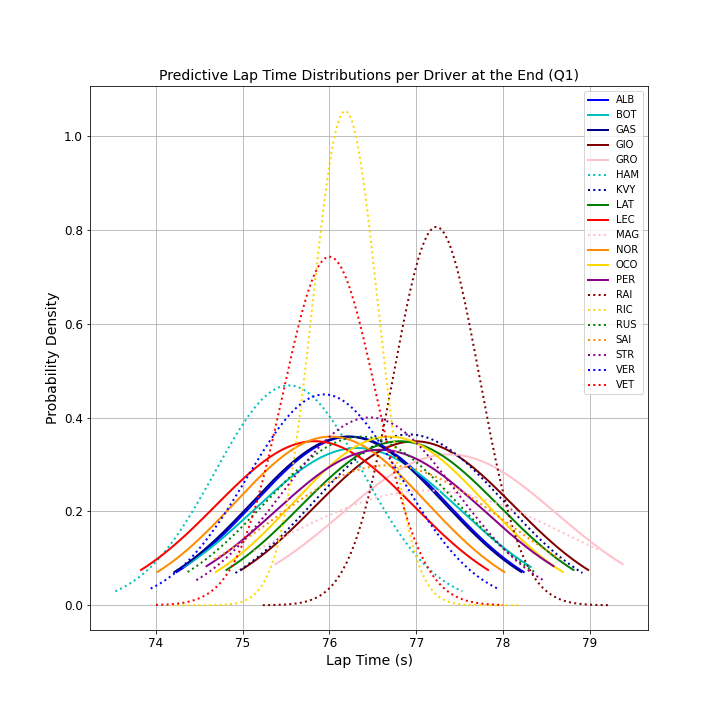 Predictive Lap Time Distributions per Driver at the End (Q1)
ALB
BOT
GAS
GIO
GRO
HAM
KVY
LAT
LEC
MAG
NOR
OCO
PER
RAI
RIC
RUS
SAI
STR
VER
VET
1.0
0.8
0.6
0.4
0.2
0.0
Probability Density
74 75 76 77 78 79
Lap Time (s)